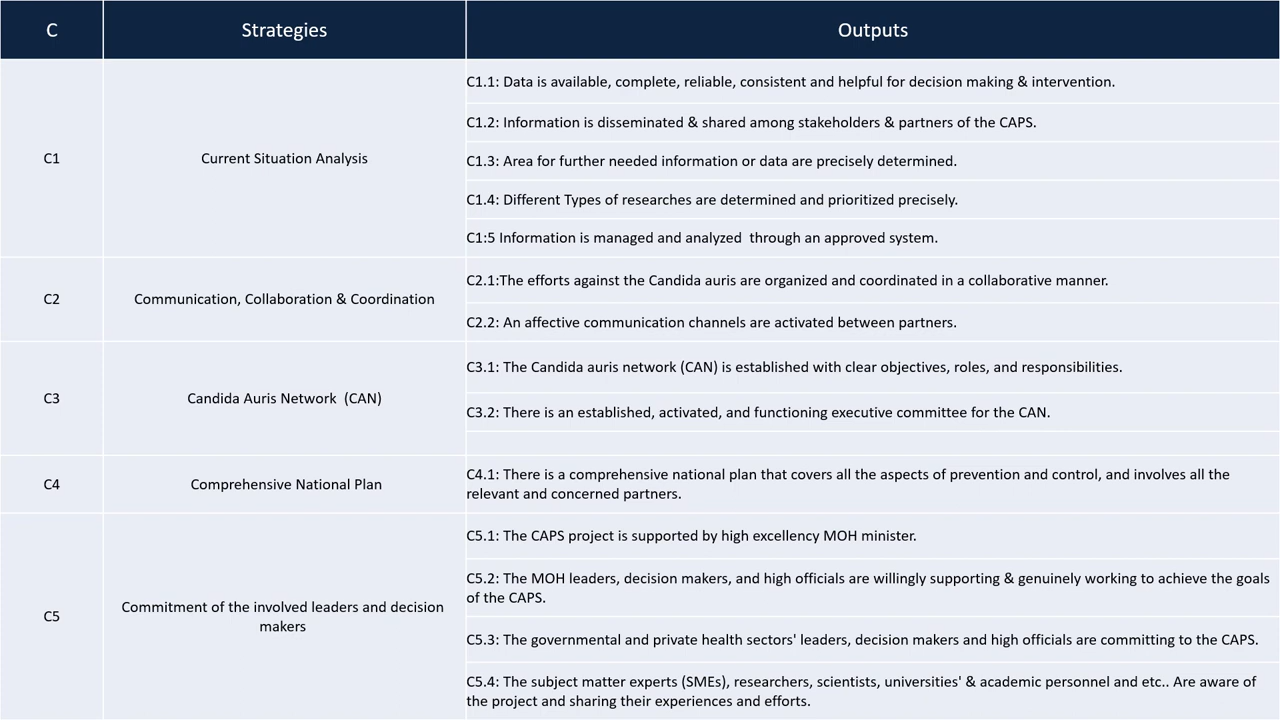 C Strategies Outputs
C1 Current Situation Analysis
C1.1: Data is available, complete, reliable, consistent and helpful for decision making & intervention.
C1.2: Information is disseminated & shared among stakeholders & partners of the CAPS.
C1.3: Area for further needed information or data are precisely determined.
C1.4: Different Types of researches are determined and prioritized precisely.
C1:5 Information is managed and analyzed  through an approved system.
C2 Communication, Collaboration & Coordination
C2.1:The efforts against the Candida auris are organized and coordinated in a collaborative manner.
C2.2: An affective communication channels are activated between partners.
C3 Candida Auris Network  (CAN)
C3.1: The Candida auris network (CAN) is established with clear objectives, roles, and responsibilities.
C3.2: There is an established, activated, and functioning executive committee for the CAN.
C4 Comprehensive National Plan
C4.1: There is a comprehensive national plan that covers all the aspects of prevention and control, and involves all the
relevant and concerned partners.
C5 Commitment of the involved leaders and decision
makers
C5.1: The CAPS project is supported by high excellency MOH minister.
C5.2: The MOH leaders, decision makers, and high officials are willingly supporting & genuinely working to achieve the goals
of the CAPS.
C5.3: The governmental and private health sectors' leaders, decision makers and high officials are committing to the CAPS.
C5.4: The subject matter experts (SMEs), researchers, scientists, universities' & academic personnel and etc.. Are aware of
the project and sharing their experiences and efforts.